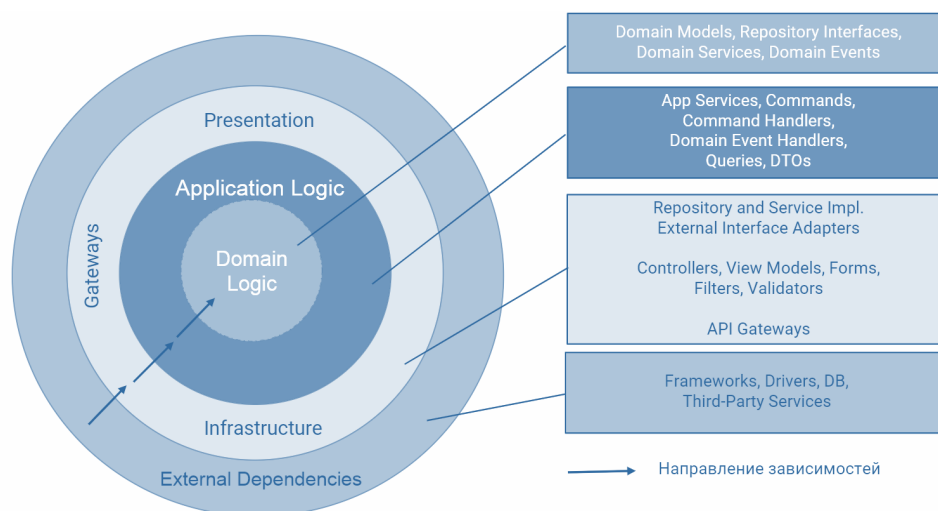 Presentation
Application Logic
Domain
Logic
Gateways
Infrastructure
External Dependencies
Domain Models, Repository Interfaces,
Domain Services, Domain Events
App Services, Commands,
Command Handlers,
Domain Event Handlers,
Queries, DTOs
Repository and Service Impl.
External Interface Adapters
Controllers, View Models, Forms,
Filters, Validators
API Gateways
Frameworks, Drivers, DB,
Third-Party Services
Направление зависимостей